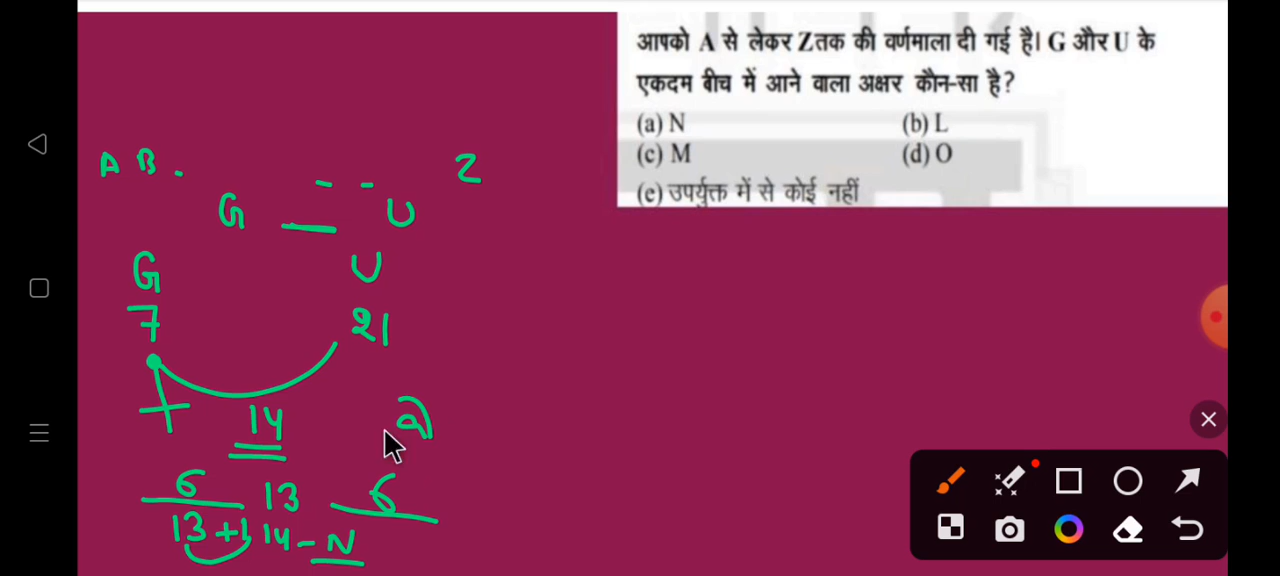 आपको A से लेकर Z तक की वर्णमाला दी गई है। G और U के
एकदम बीच में आने वाला अक्षर कौन-सा है?
(a) N (b) L
(c) M (d) O
(e) उपर्युक्त में से कोई नहीं
A B . -- Z
G _ U
G U
7 21
14
6 13 6
13 +1 14 - N